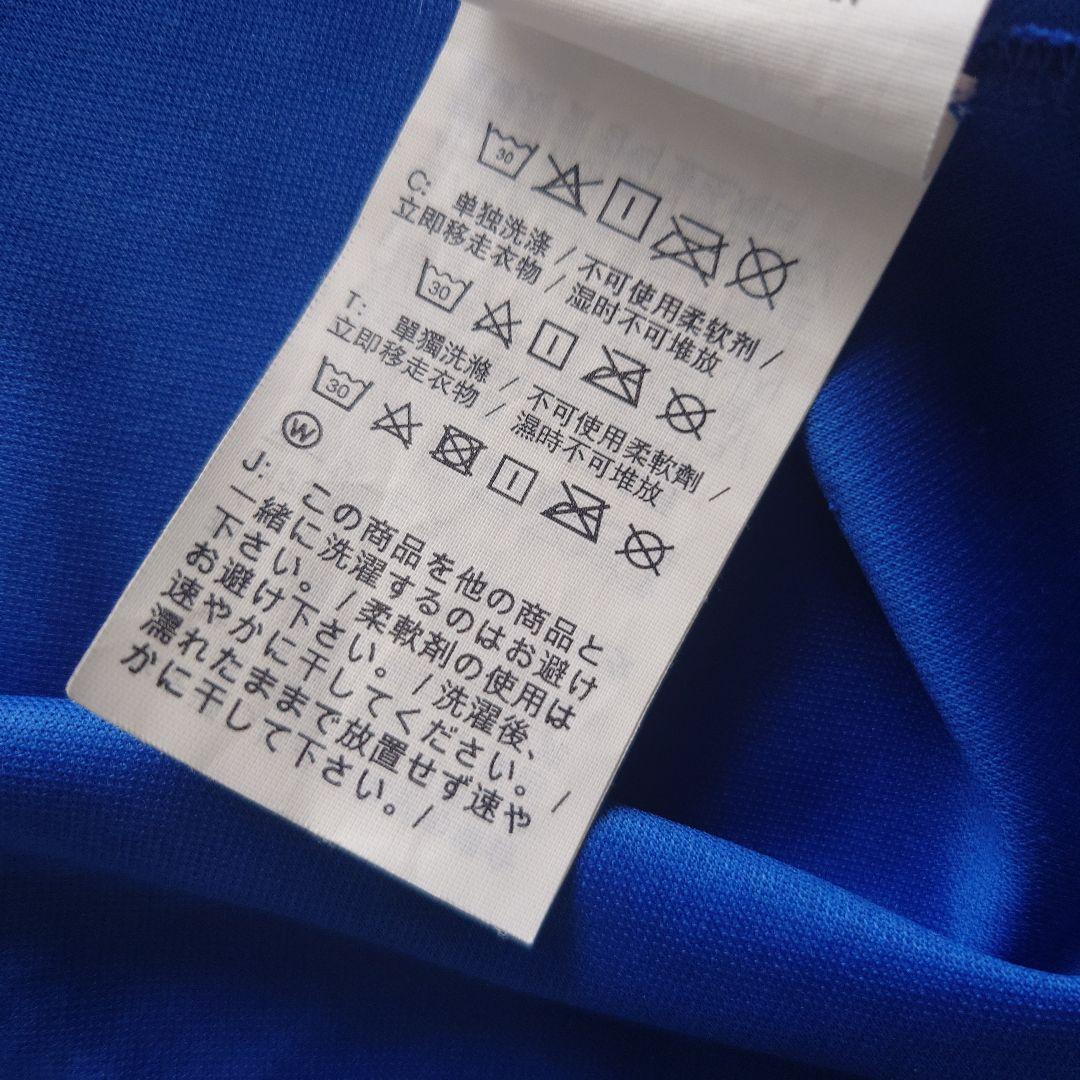 30
C: 单独洗涤 / 不可使用柔软剂 /
立即移走衣物 / 湿时不可堆放
30
T: 單獨洗滌 / 不可使用柔軟劑 /
立即移走衣物 / 濕時不可堆放
30
W
J: この商品を他の商品と
一緒に洗濯するのはお避け
下さい。/ 柔軟剤の使用は
お避け下さい。/ 洗濯後、
速やかに干してください。/
濡れたままで放置せず速や
かに干して下さい。/